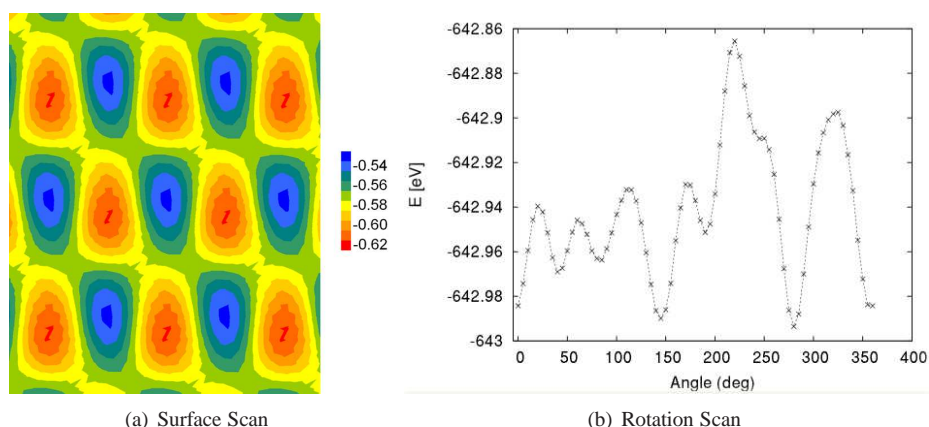 -0.54
-0.56
-0.58
-0.60
-0.62
E [eV]
-642.86
-642.88
-642.9
-642.92
-642.94
-642.96
-642.98
-643
0 50 100 150 200 250 300 350 400
Angle (deg)
(a) Surface Scan
(b) Rotation Scan